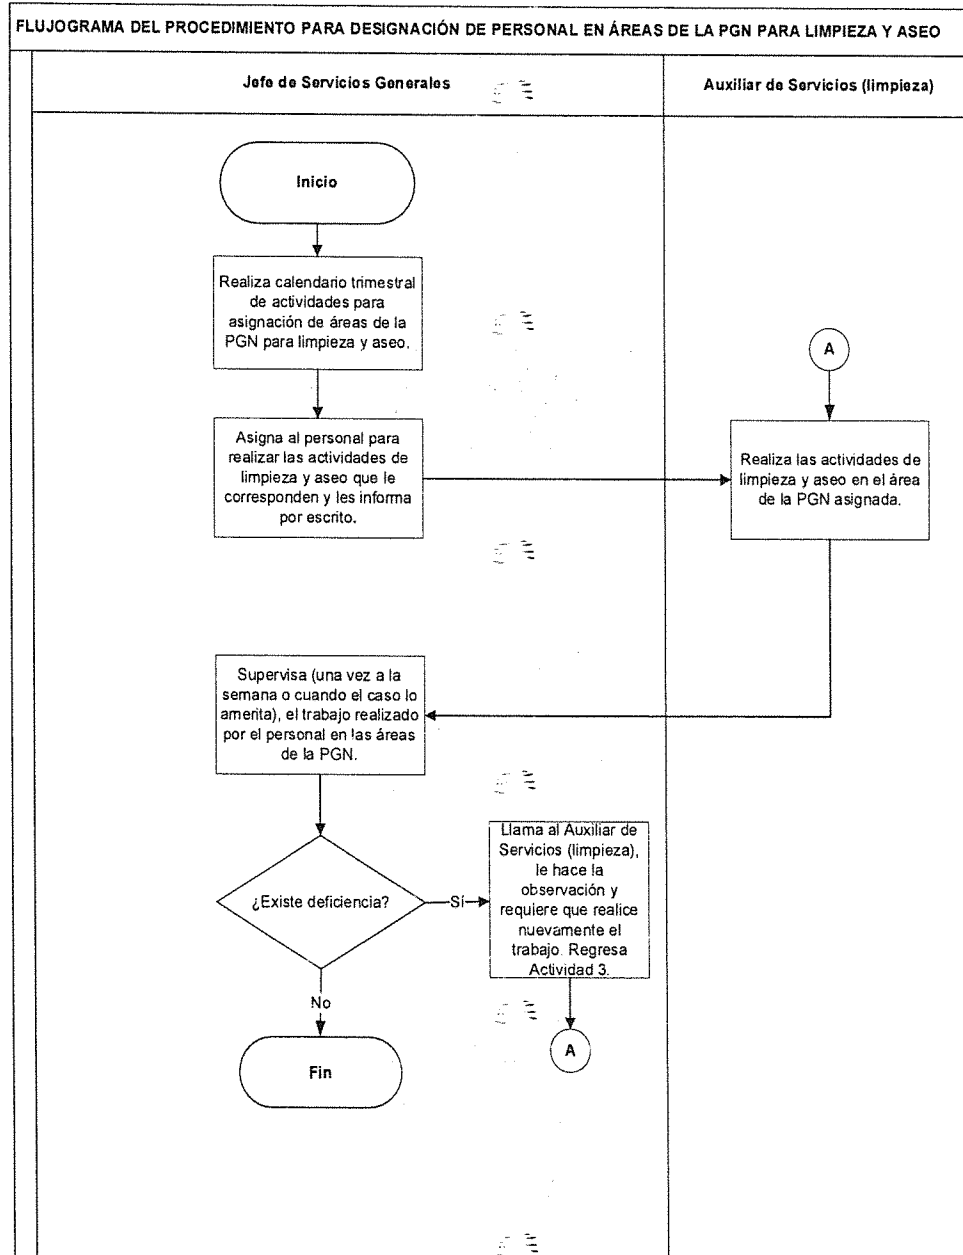 FLUJOGRAMA DEL PROCEDIMIENTO PARA DESIGNACIÓN DE PERSONAL EN ÁREAS DE LA PGN PARA LIMPIEZA Y ASEO
Jefe de Servicios Generales
Auxiliar de Servicios (limpieza)
Inicio
Realiza calendario trimestral
de actividades para
asignación de áreas de la
PGN para limpieza y aseo.
A
Asigna al personal para
realizar las actividades de
limpieza y aseo que le
corresponden y les informa
por escrito.
Realiza las actividades de
limpieza y aseo en el área
de la PGN asignada.
Supervisa (una vez a la
semana o cuando el caso lo
amerita), el trabajo realizado
por el personal en las áreas
de la PGN.
¿Existe deficiencia?
Sí
Llama al Auxiliar de
Servicios (limpieza),
le hace la
observación y
requiere que realice
nuevamente el
trabajo. Regresa
Actividad 3.
No
A
Fin